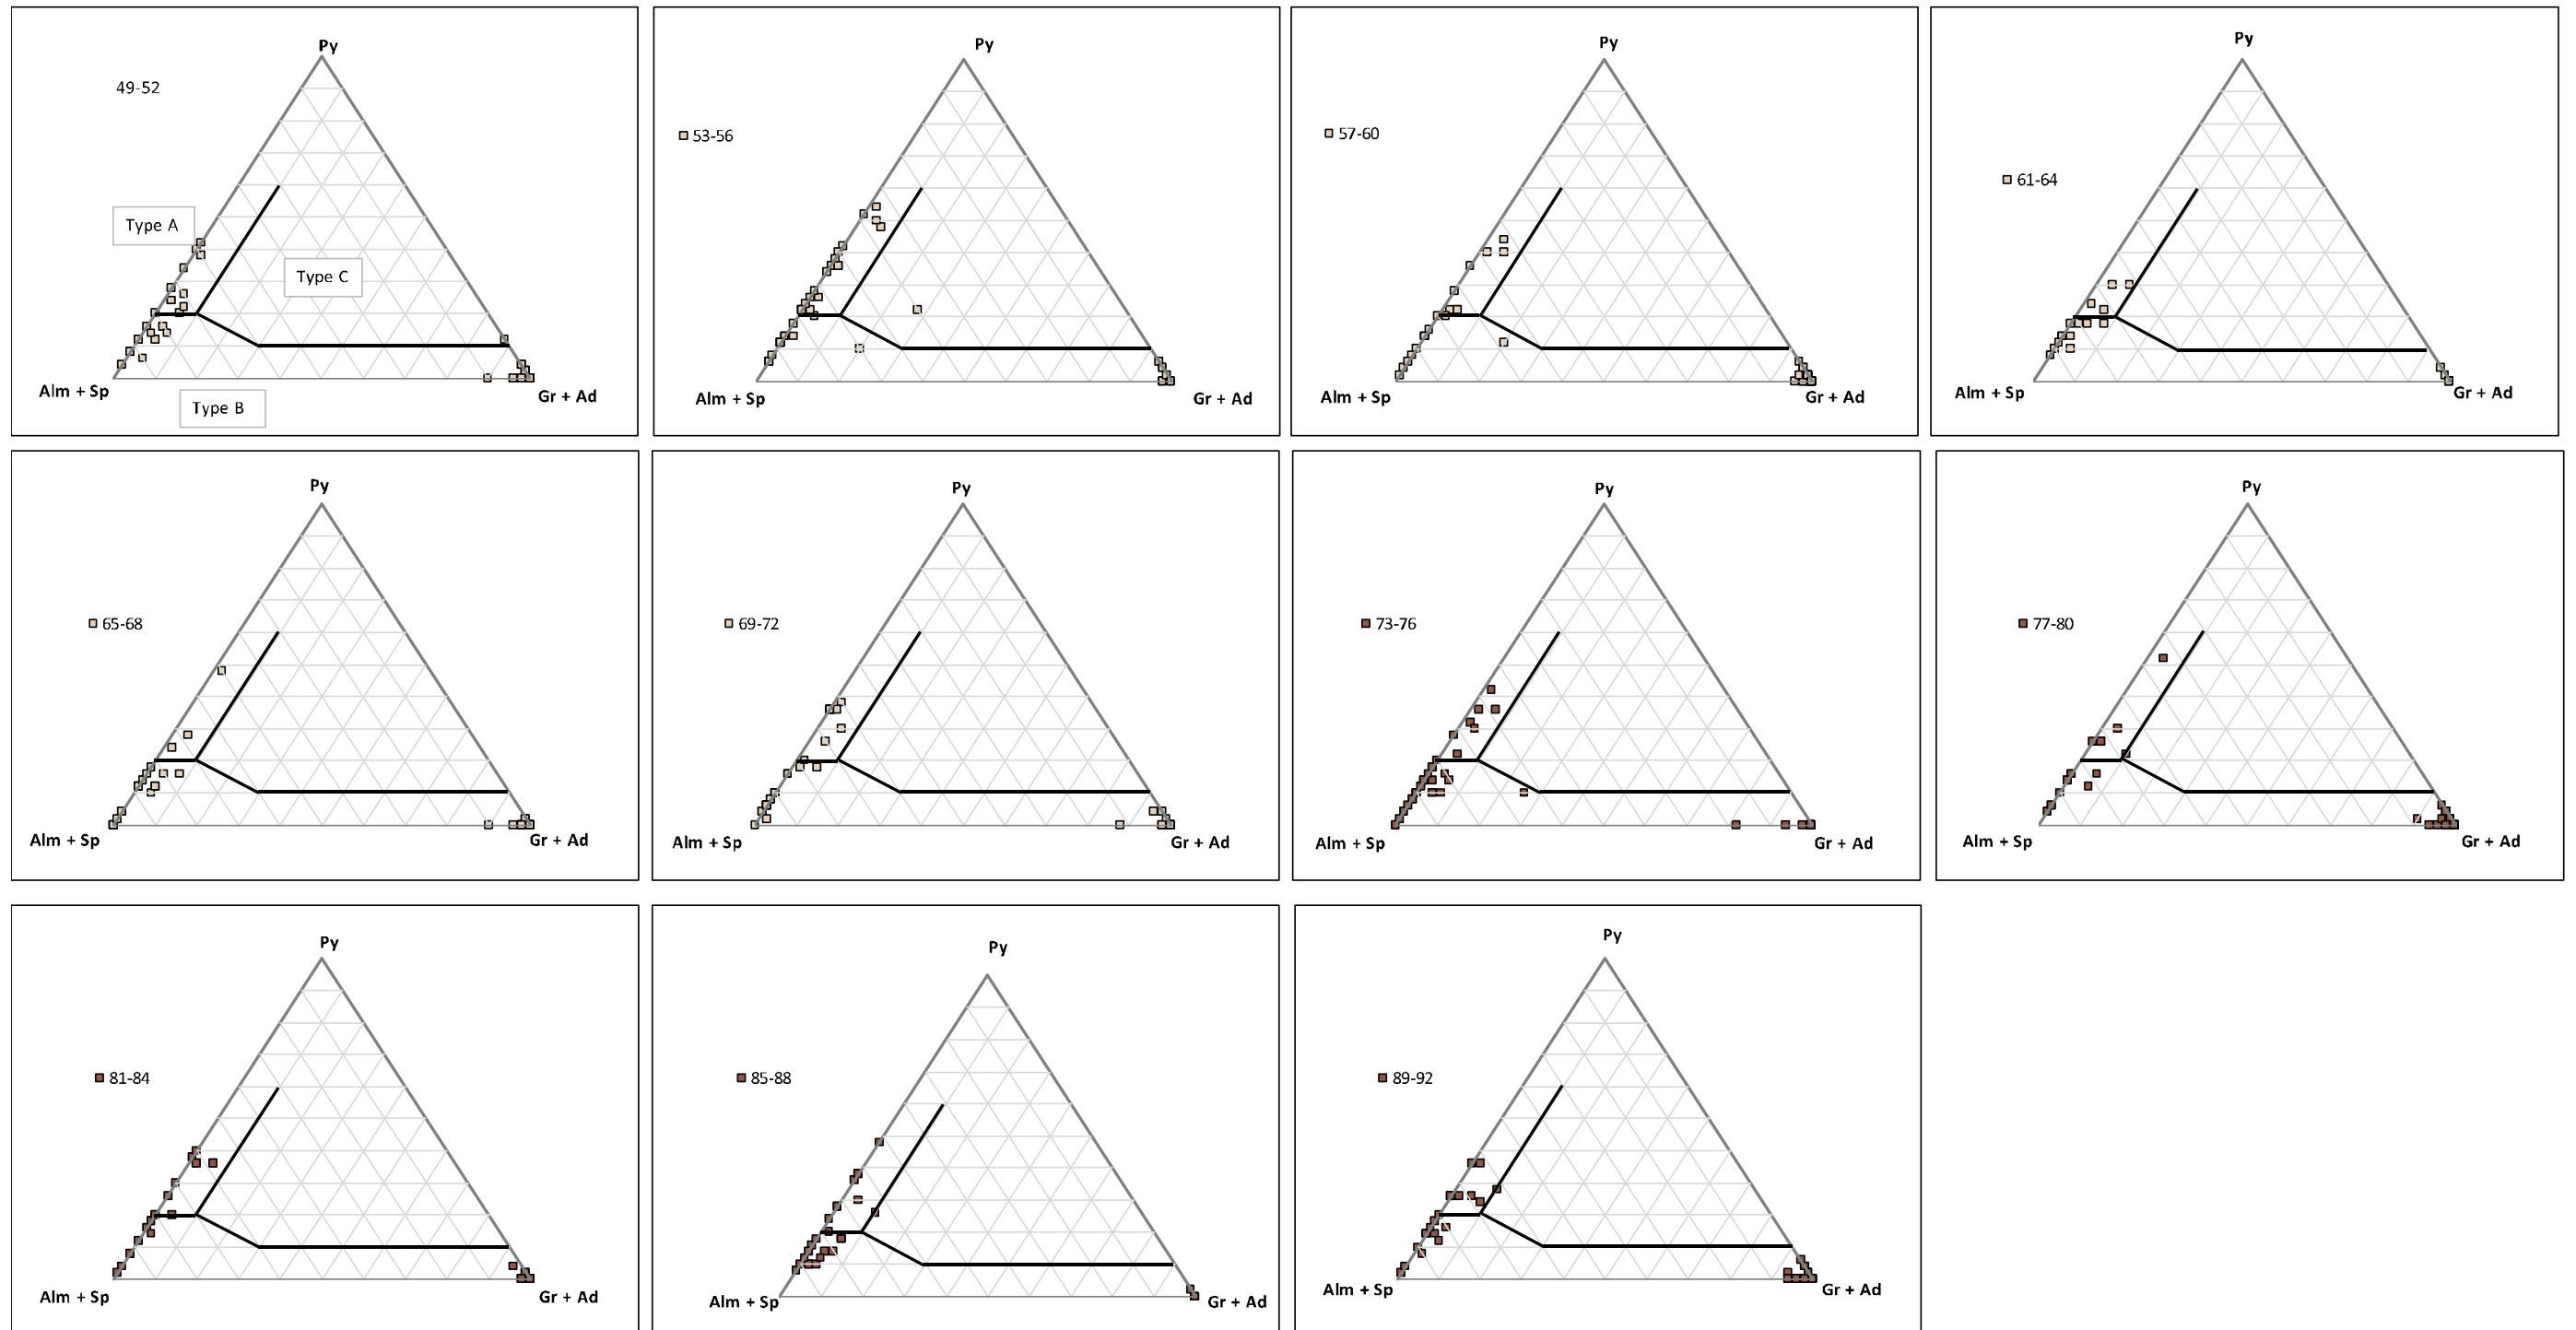 Py
49-52
Type A
Type C
Alm + Sp
Gr + Ad
Type B
Py
53-56
Alm + Sp
Gr + Ad
Py
57-60
Alm + Sp
Gr + Ad
Py
61-64
Alm + Sp
Gr + Ad
Py
65-68
Alm + Sp
Gr + Ad
Py
69-72
Alm + Sp
Gr + Ad
Py
73-76
Alm + Sp
Gr + Ad
Py
77-80
Alm + Sp
Gr + Ad
Py
81-84
Alm + Sp
Gr + Ad
Py
85-88
Alm + Sp
Gr + Ad
Py
89-92
Alm + Sp
Gr + Ad